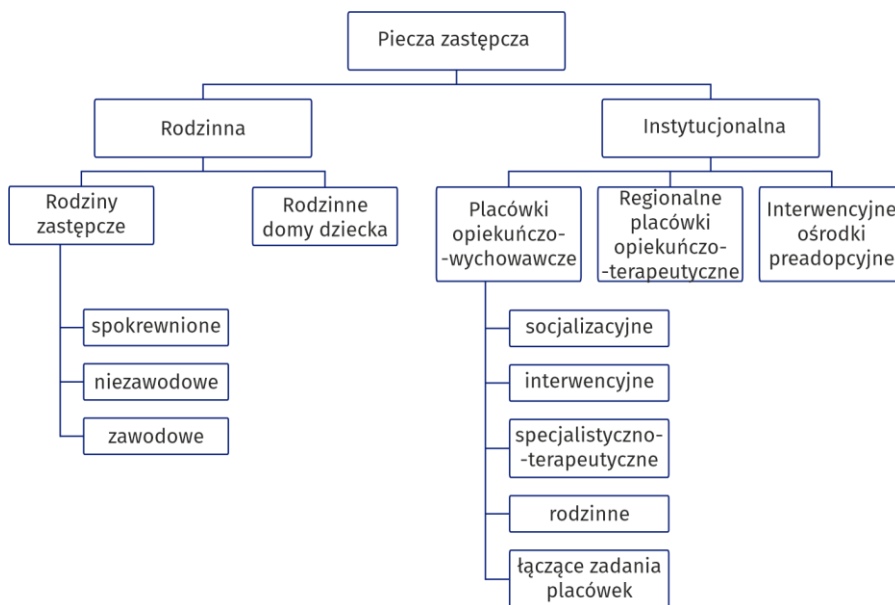 Piecza zastępcza
Rodzinna
Instytucjonalna
Rodziny
zastępcze
Rodzinne
domy dziecka
Placówki
opiekuńczo-
-wychowawcze
Regionalne
placówki
opiekuńczo-
-terapeutyczne
Interwencyjne
ośrodki
preadopcyjne
spokrewnione
niezawodowe
zawodowe
socjalizacyjne
interwencyjne
specjalistyczno-
-terapeutyczne
rodzinne
łączące zadania
placówek